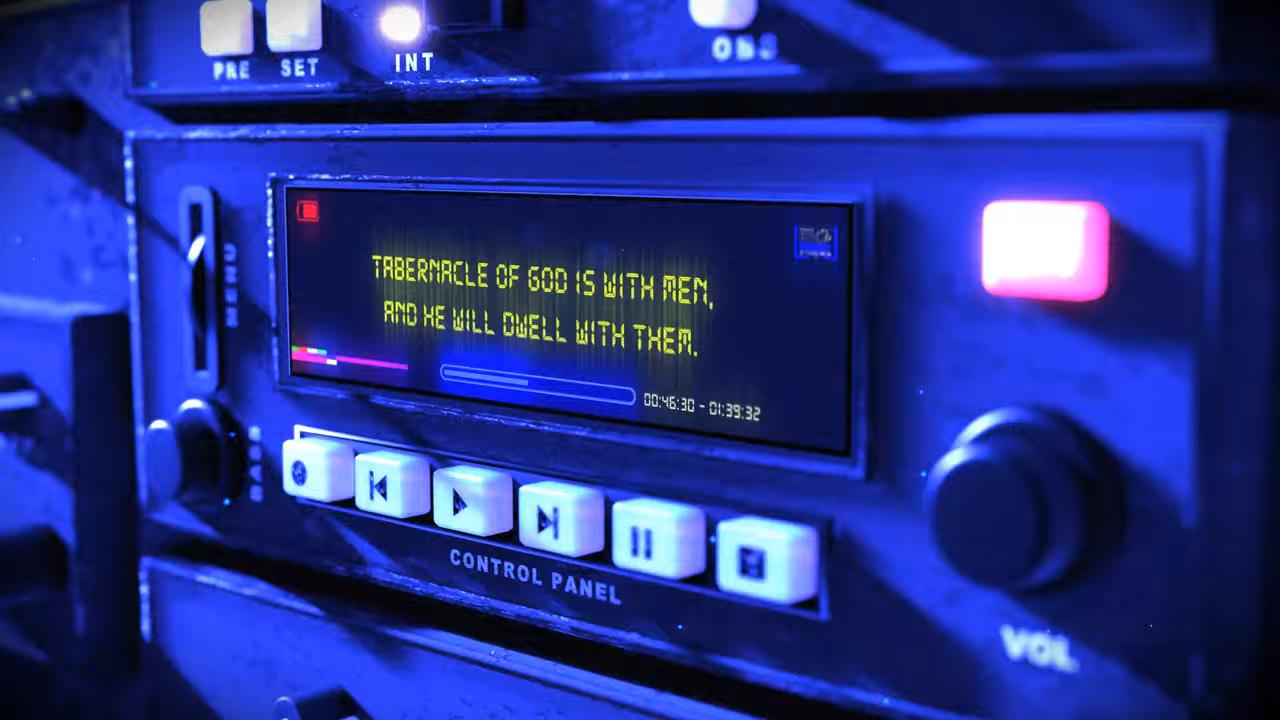 PRE SET INT
MENU
TABERNACLE OF GOD IS WITH MEN,
AND HE WILL DWELL WITH THEM.
00:46:30 - 01:39:32
BASS
CONTROL PANEL
VOL